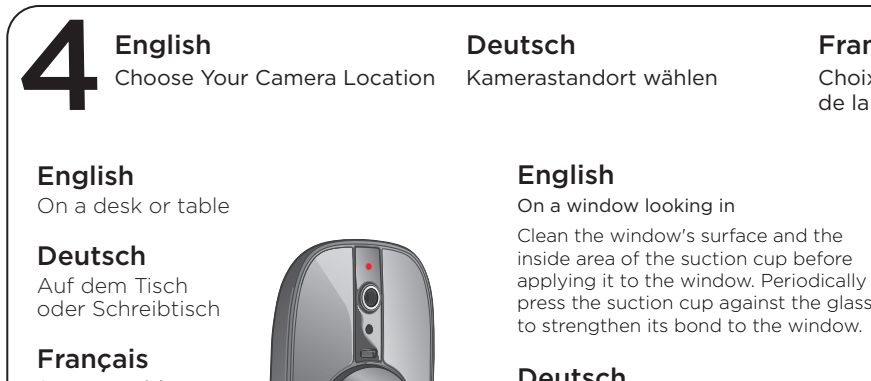 4
English
Choose Your Camera Location
Deutsch
Kamerastandort wählen
de la
English
On a desk or table
Deutsch
Auf dem Tisch
oder Schreibtisch
Français
English
On a window looking in
Clean the window's surface and the
inside area of the suction cup before
applying it to the window. Periodically
press the suction cup against the glass
to strengthen its bond to the window.
Deutsch